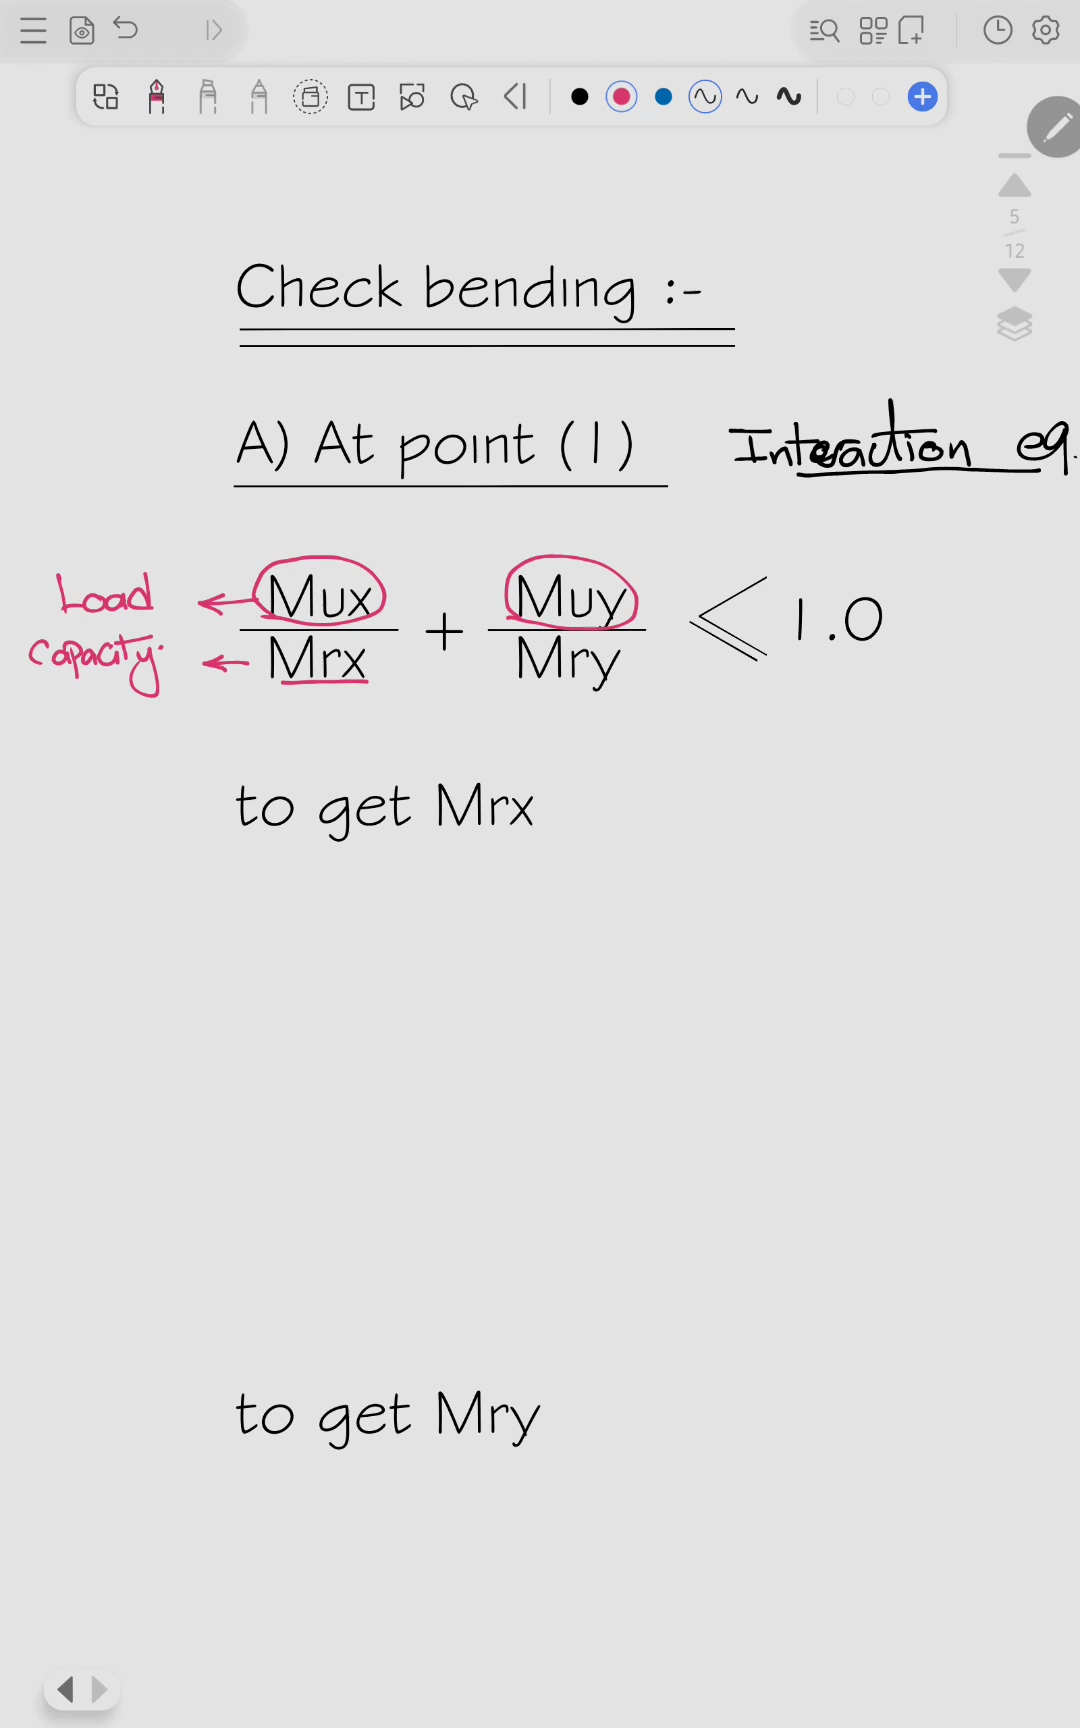 5
12
Check bending :-
A) At point (1) Interaction eq.
Load ← Mux + Muy ≤ 1.0
capacity. ← Mrx Mry
to get Mrx
to get Mry